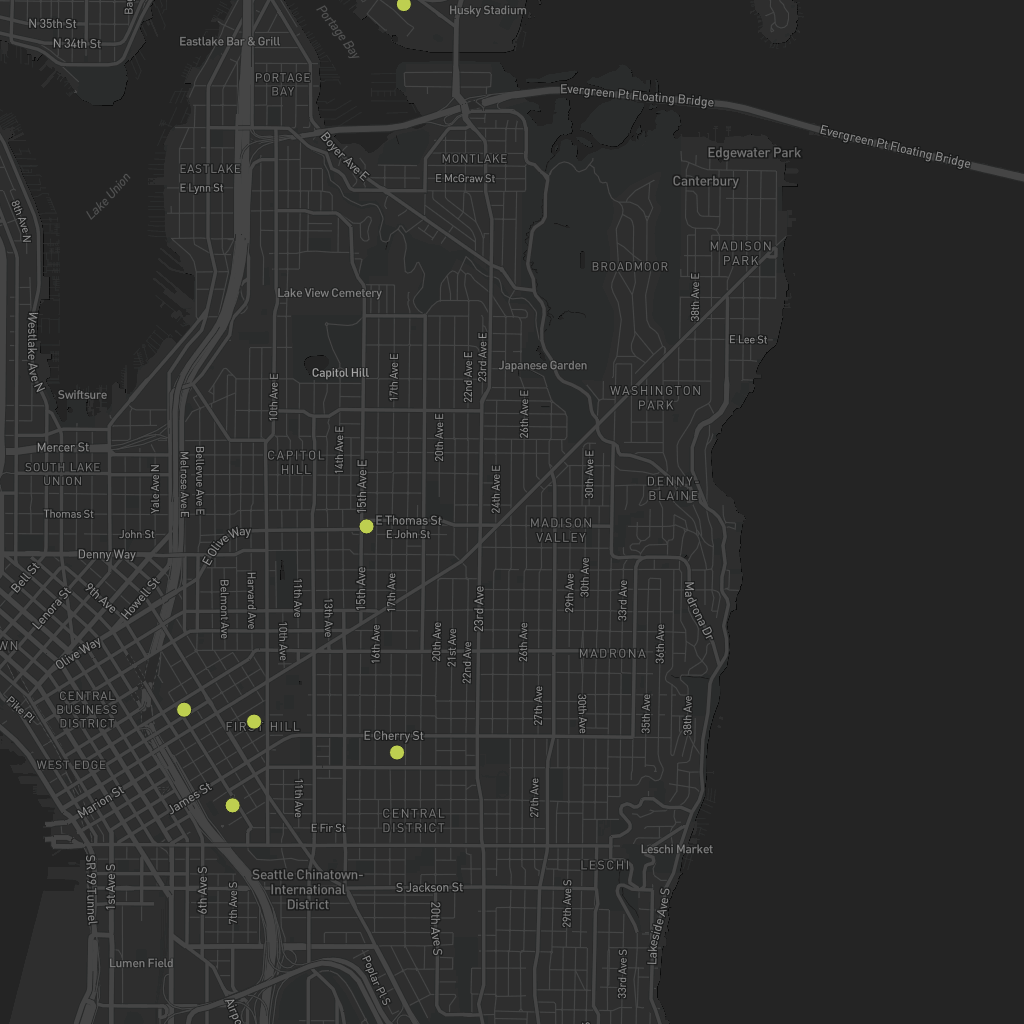 Husky Stadium
N 35th St
N 34th St
Eastlake Bar & Grill
Portage Bay
PORTAGE
BAY
Evergreen Pt Floating Bridge
Evergreen Pt Floating Bridge
Boyer Ave E
MONTLAKE
E McGraw St
Edgewater Park
Canterbury
EASTLAKE
E Lynn St
Lake Union
8th Ave N
MADISON
PARK
BROADMOOR
Lake View Cemetery
38th Ave E
Westlake Ave N
E Lee St
23rd Ave E
22nd Ave E
17th Ave E
Japanese Garden
Capitol Hill
10th Ave E
Swiftsure
WASHINGTON
PARK
26th Ave E
20th Ave E
14th Ave E
Mercer St
SOUTH LAKE
UNION
CAPITOL
HILL
Yale Ave N
Melrose Ave E
Bellevue Ave E
15th Ave E
24th Ave E
30th Ave E
DENNY
BLAINE
Thomas St
John St
E Thomas St
E John St
MADISON
VALLEY
Denny Way
E Olive Way
Bell St
Lenora St
9th Ave
Howell St
Belmont Ave
Harvard Ave
11th Ave
13th Ave
15th Ave
17th Ave
23rd Ave
29th Ave
30th Ave
33rd Ave
Madrona Dr
Olive Way
10th Ave
16th Ave
20th Ave
21st Ave
22nd Ave
26th Ave
MADRONA
36th Ave
WN
CENTRAL
BUSINESS
DISTRICT
Pike Pl
FIRST HILL
E Cherry St
27th Ave
30th Ave
35th Ave
38th Ave
WEST EDGE
Marion St
James St
11th Ave
27th Ave
E Fir St
CENTRAL
DISTRICT
Leschi Market
LESCHI
SR 99 Tunnel
1st Ave S
6th Ave S
7th Ave S
Seattle Chinatown-
International
District
S Jackson St
20th Ave S
29th Ave S
Lakeside Ave S
33rd Ave S
Lumen Field
Poplar Pl S